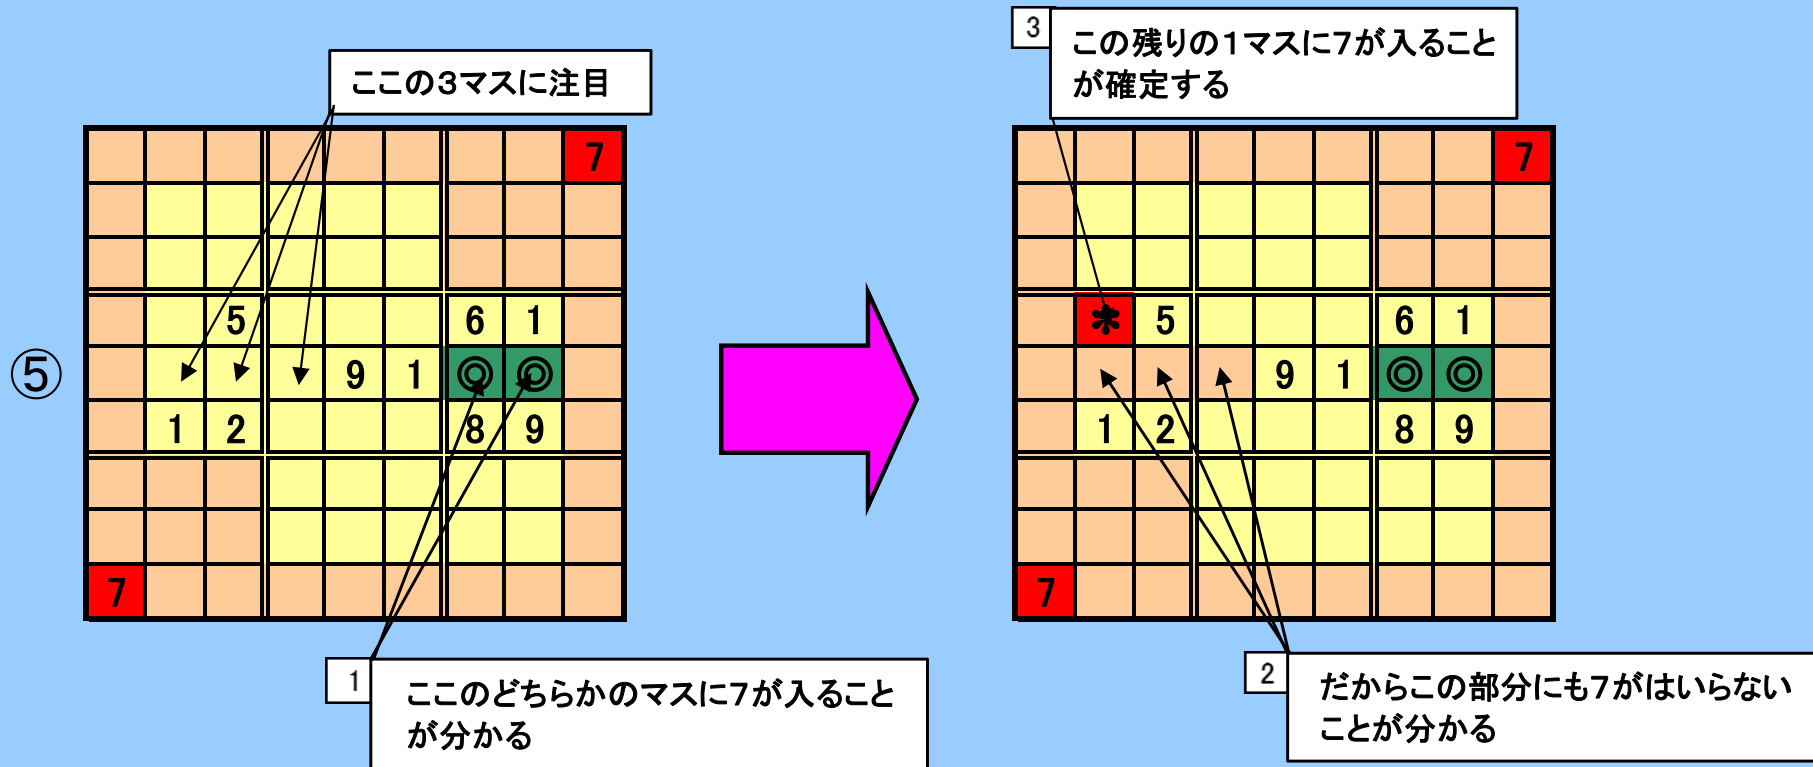 ⑤
ここの3マスに注目
7
5 6 1
9 1 ◎ ◎
1 2 8 9
7
1
ここのどちらかのマスに7が入ること
が分かる
3
この残りの1マスに7が入ること
が確定する
7
* 5 6 1
9 1 ◎ ◎
1 2 8 9
7
2
だからこの部分にも7がはいらない
ことが分かる